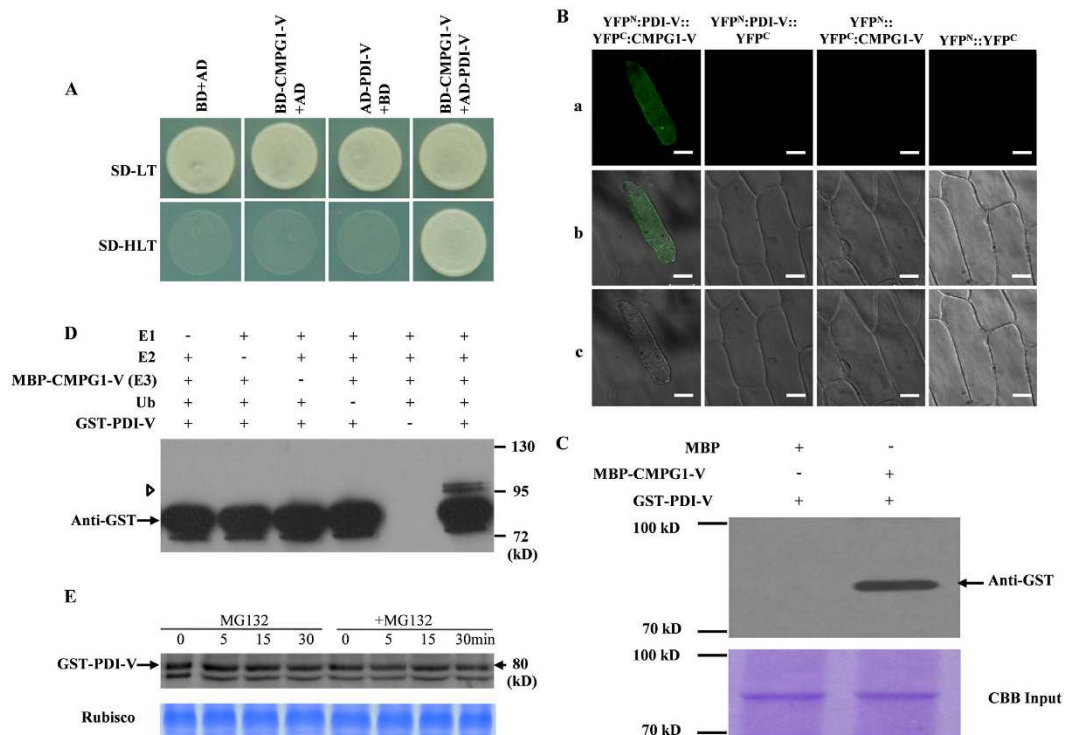 A
BD+AD
BD-CMPG1-V
+AD
AD-PDI-V
+BD
BD-CMPG1-V
+AD-PDI-V
SD-LT
SD-HLT
B
YFPᴺ:PDI-V::
YFPᶜ:CMPG1-V
YFPᴺ:PDI-V::
YFPᶜ
YFPᴺ::
YFPᶜ:CMPG1-V
YFPᴺ::YFPᶜ
a
b
c
D
E1 - + + + + +
E2 + - + + + +
MBP-CMPG1-V (E3) + + - + + +
Ub + + + - + +
GST-PDI-V + + + + - +
130
95
Anti-GST
72
(kD)
C
MBP + -
MBP-CMPG1-V - +
GST-PDI-V + +
100 kD
Anti-GST
70 kD
100 kD
CBB Input
70 kD
E
MG132 +MG132
0 5 15 30 0 5 15 30min
GST-PDI-V 80
(kD)
Rubisco